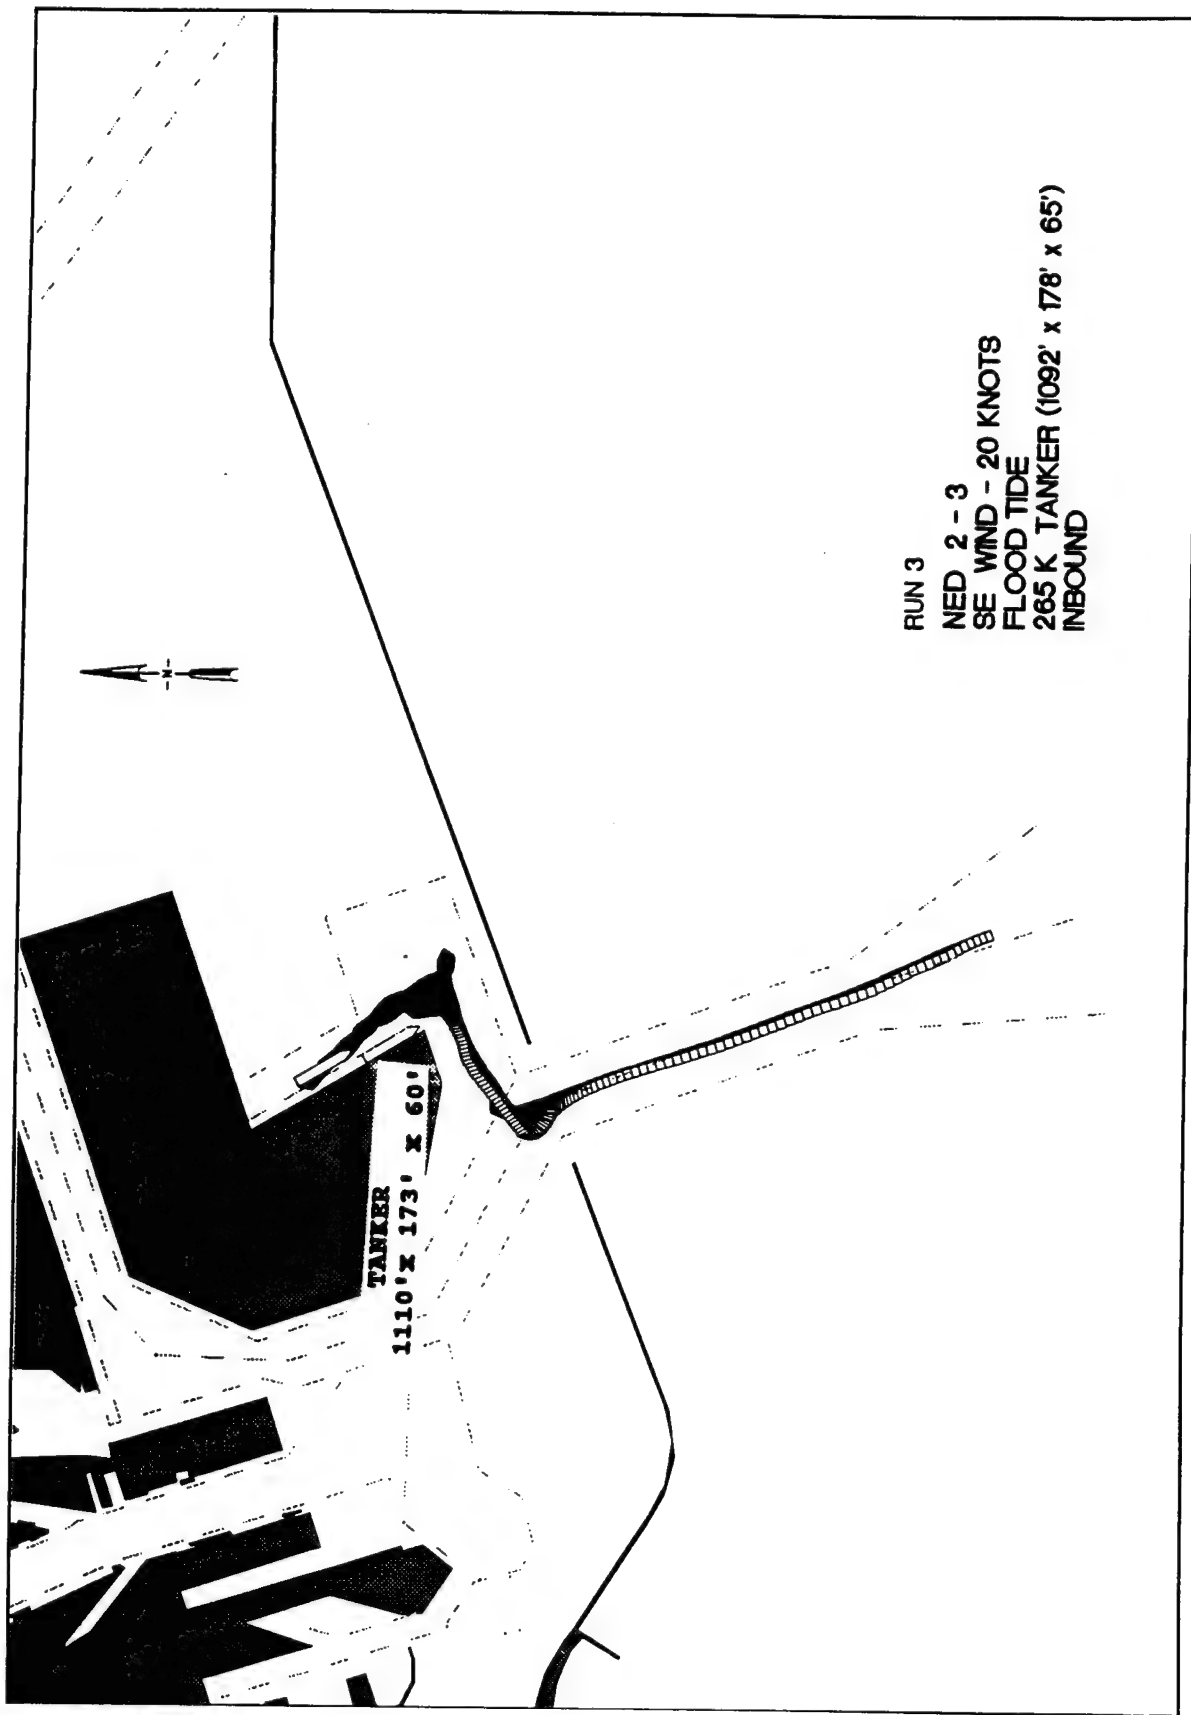 -N-
TANKER
1110'X 173' X 60'
RUN 3
NED 2 - 3
SE WIND - 20 KNOTS
FLOOD TIDE
265 K TANKER (1092' x 178' x 65')
INBOUND